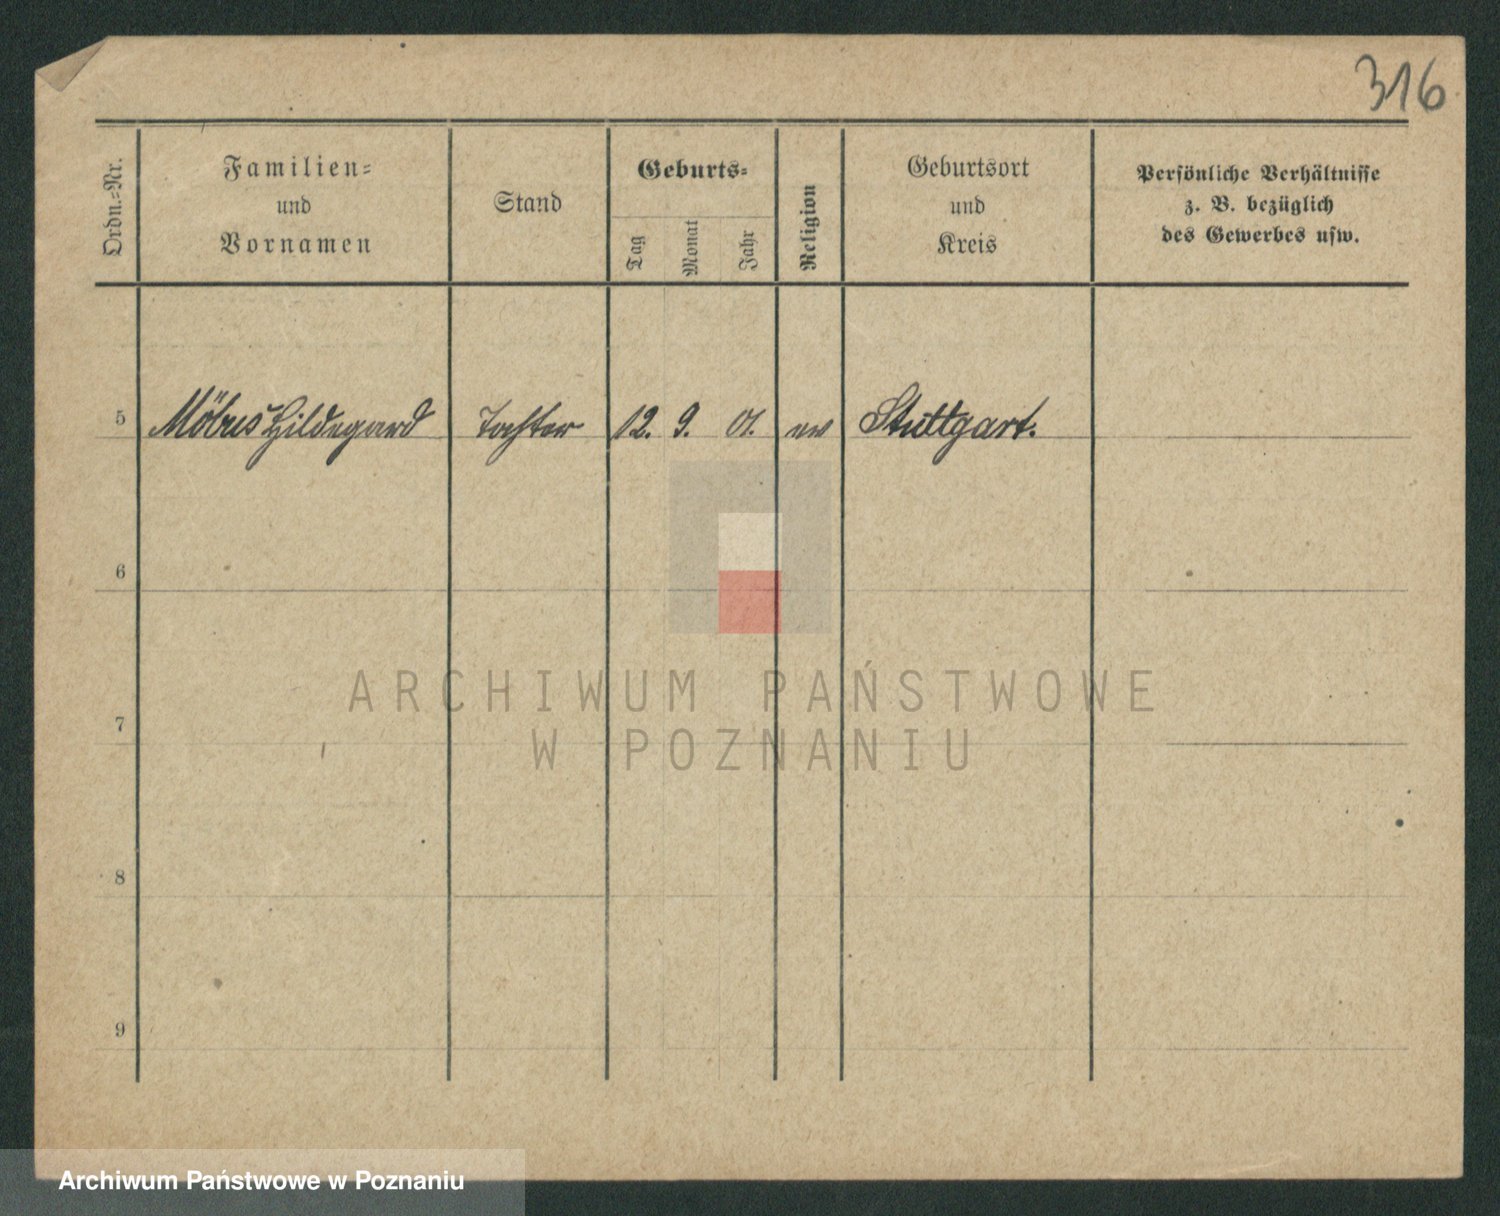 316
Ordn.-Nr.
Familien-
und
Vornamen
Stand
Geburts-
Tag
Monat
Jahr
Religion
Geburtsort
und
Kreis
Persönliche Verhältnisse
z. B. bezüglich
des Gewerbes usw.
5 Möbus Hildegard Tochter 12. 9. 01. ev Stuttgart.
6
7
8
9
ARCHIWUM PAŃSTWOWE
W POZNANIU
Archiwum Państwowe w Poznaniu